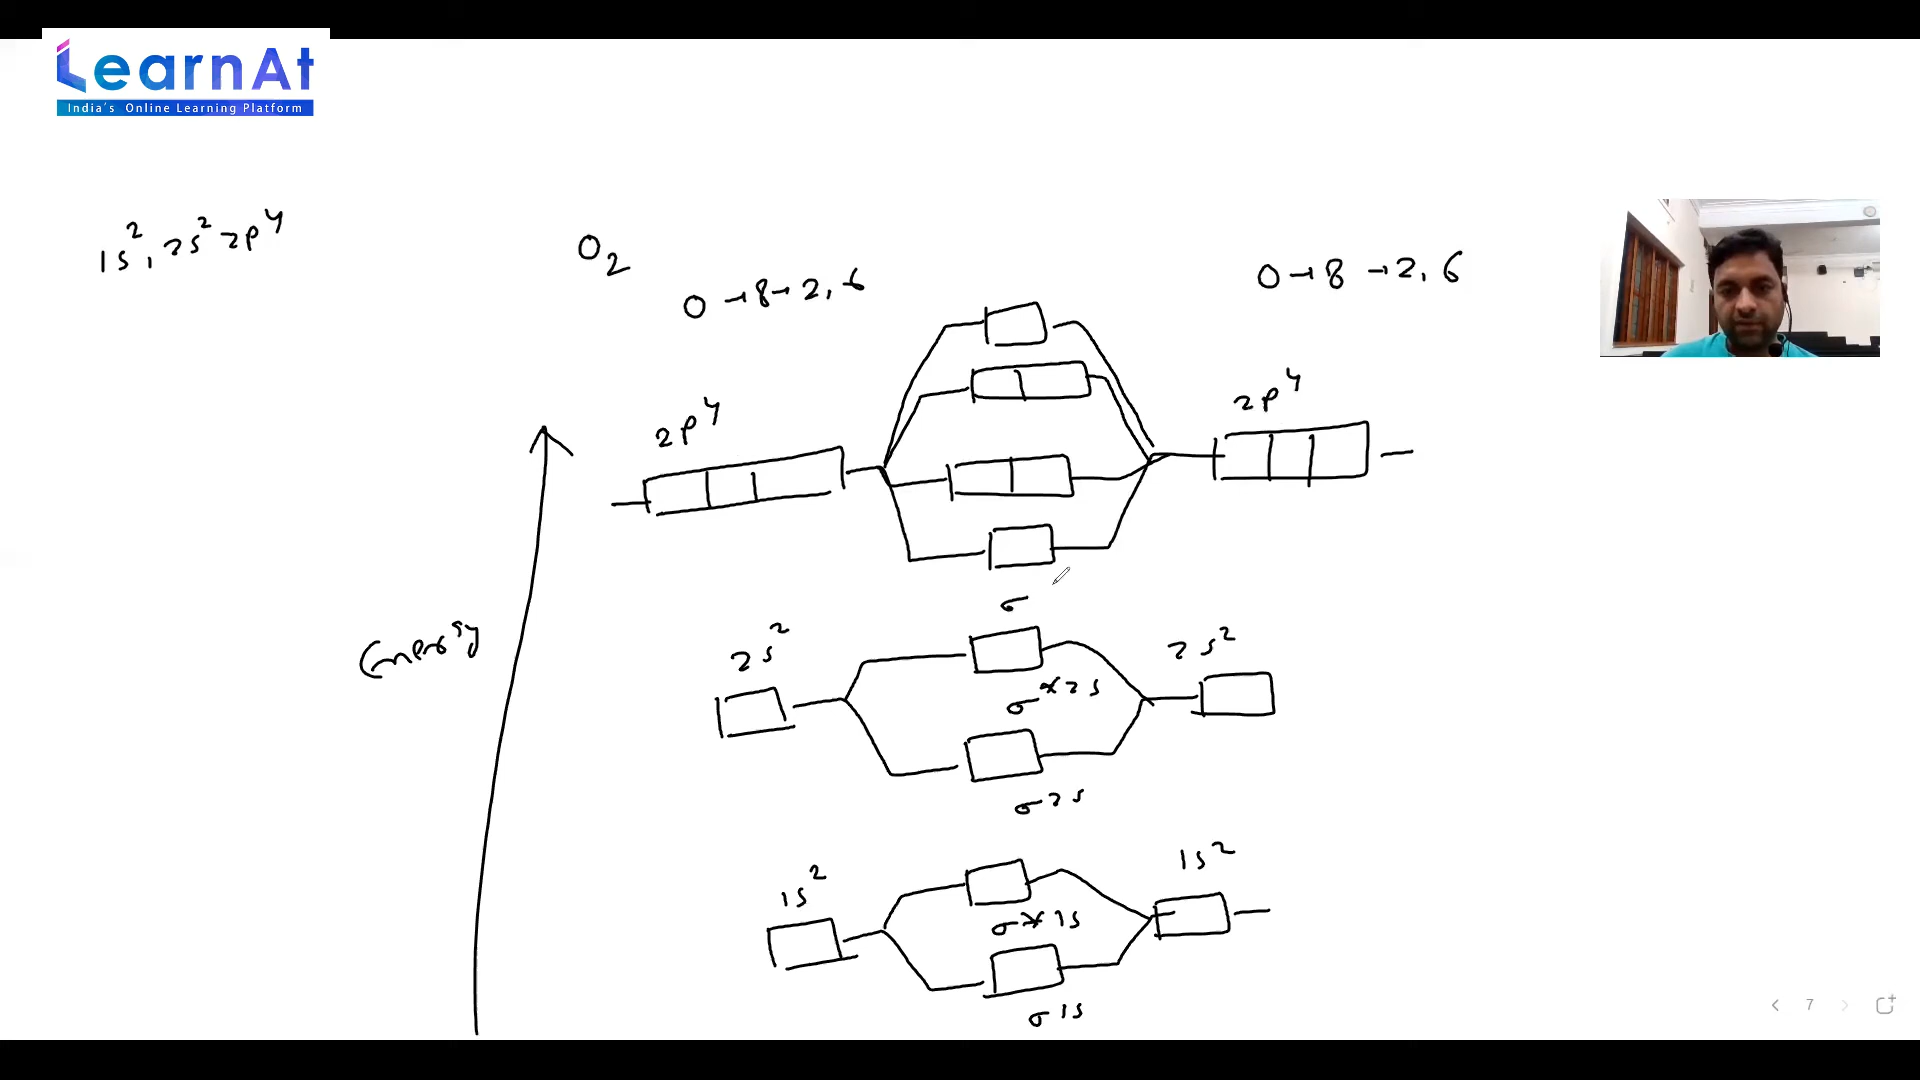 LearnAt
India's Online Learning Platform
1s², 2s² 2p⁴
O₂
O → 8 → 2, 6
O → 8 → 2, 6
2p⁴
2p⁴
Energy
σ
2s²
2s²
σ*2s
σ2s
1s²
1s²
σ*1s
σ1s
7